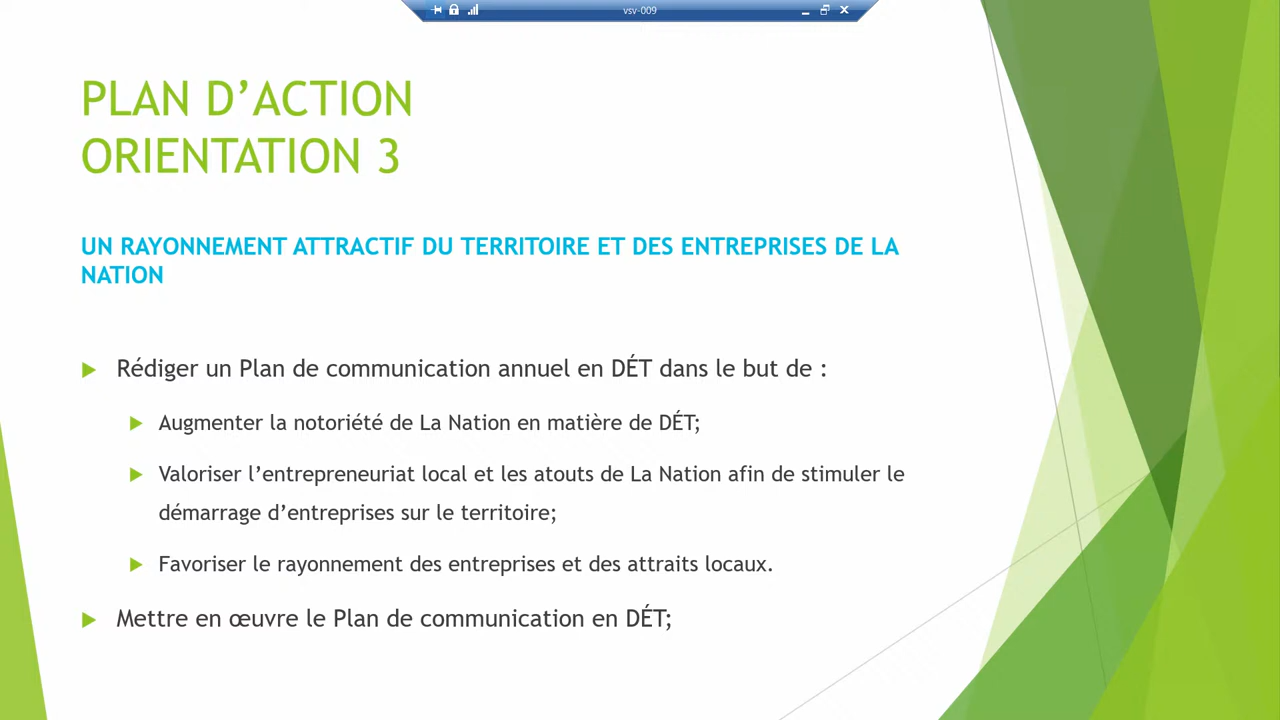 vsv-009
PLAN D’ACTION
ORIENTATION 3
UN RAYONNEMENT ATTRACTIF DU TERRITOIRE ET DES ENTREPRISES DE LA
NATION
Rédiger un Plan de communication annuel en DÉT dans le but de :
Augmenter la notoriété de La Nation en matière de DÉT;
Valoriser l’entrepreneuriat local et les atouts de La Nation afin de stimuler le
démarrage d’entreprises sur le territoire;
Favoriser le rayonnement des entreprises et des attraits locaux.
Mettre en œuvre le Plan de communication en DÉT;